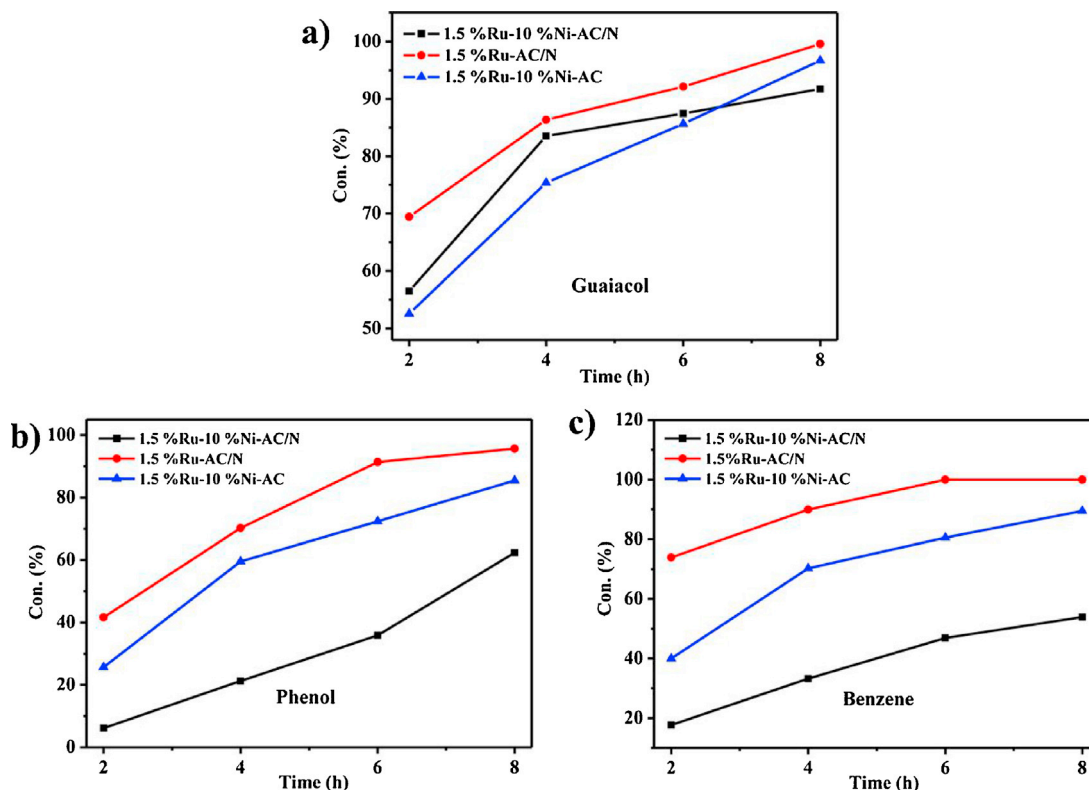 a)
1.5 %Ru-10 %Ni-AC/N
1.5 %Ru-AC/N
1.5 %Ru-10 %Ni-AC
100
90
80
70
60
50
Con. (%)
Guaiacol
2 4 6 8
Time (h)
b)
1.5 %Ru-10 %Ni-AC/N
1.5 %Ru-AC/N
1.5 %Ru-10 %Ni-AC
100
80
60
40
20
0
Con. (%)
Phenol
2 4 6 8
Time (h)
c)
1.5 %Ru-10 %Ni-AC/N
1.5%Ru-AC/N
1.5 %Ru-10 %Ni-AC
120
100
80
60
40
20
Con. (%)
Benzene
2 4 6 8
Time (h)